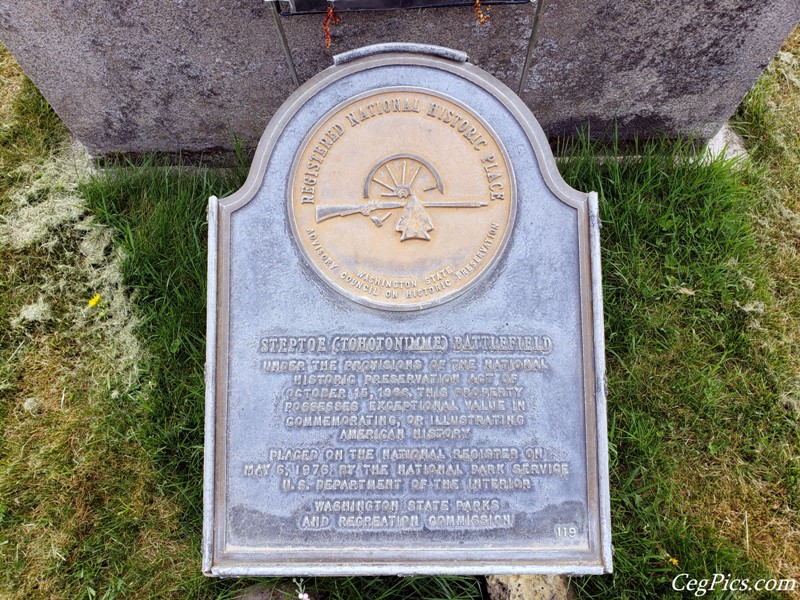 REGISTERED NATIONAL HISTORIC PLACE
WASHINGTON STATE
ADVISORY COUNCIL ON HISTORIC PRESERVATION
STEPTOE (TOHOTONIMME) BATTLEFIELD
UNDER THE PROVISIONS OF THE NATIONAL
HISTORIC PRESERVATION ACT OF
OCTOBER 15, 1966, THIS PROPERTY
POSSESSES EXCEPTIONAL VALUE IN
COMMEMORATING, OR ILLUSTRATING
AMERICAN HISTORY
PLACED ON THE NATIONAL REGISTER ON
MAY 6, 1976, BY THE NATIONAL PARK SERVICE
U.S. DEPARTMENT OF THE INTERIOR
WASHINGTON STATE PARKS
AND RECREATION COMMISSION
119
CegPics.com